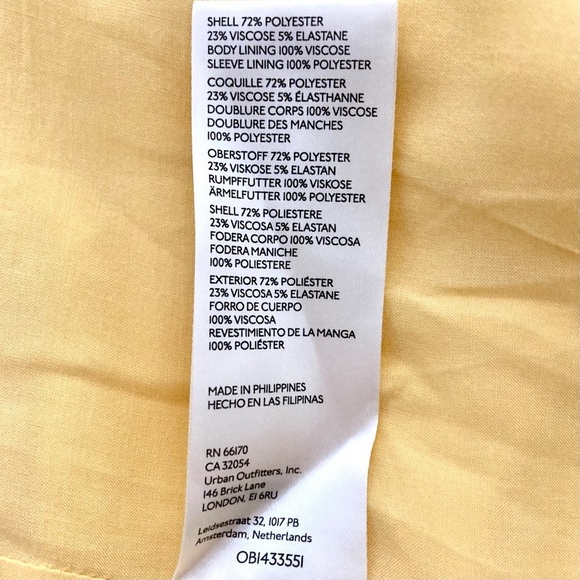 SHELL 72% POLYESTER
23% VISCOSE 5% ELASTANE
BODY LINING 100% VISCOSE
SLEEVE LINING 100% POLYESTER
COQUILLE 72% POLYESTER
23% VISCOSE 5% ÉLASTHANNE
DOUBLURE CORPS 100% VISCOSE
DOUBLURE DES MANCHES
100% POLYESTER
OBERSTOFF 72% POLYESTER
23% VISKOSE 5% ELASTAN
RUMPFFUTTER 100% VISKOSE
ÄRMELFUTTER 100% POLYESTER
SHELL 72% POLIESTERE
23% VISCOSA 5% ELASTAN
FODERA CORPO 100% VISCOSA
FODERA MANICHE
100% POLIESTERE
EXTERIOR 72% POLIÉSTER
23% VISCOSA 5% ELASTANE
FORRO DE CUERPO
100% VISCOSA
REVESTIMIENTO DE LA MANGA
100% POLIÉSTER
MADE IN PHILIPPINES
HECHO EN LAS FILIPINAS
RN 66170
CA 32054
Urban Outfitters, Inc.
146 Brick Lane
LONDON, E1 6RU
Leidsestraat 32, 1017 PB
Amsterdam, Netherlands
OB1433551